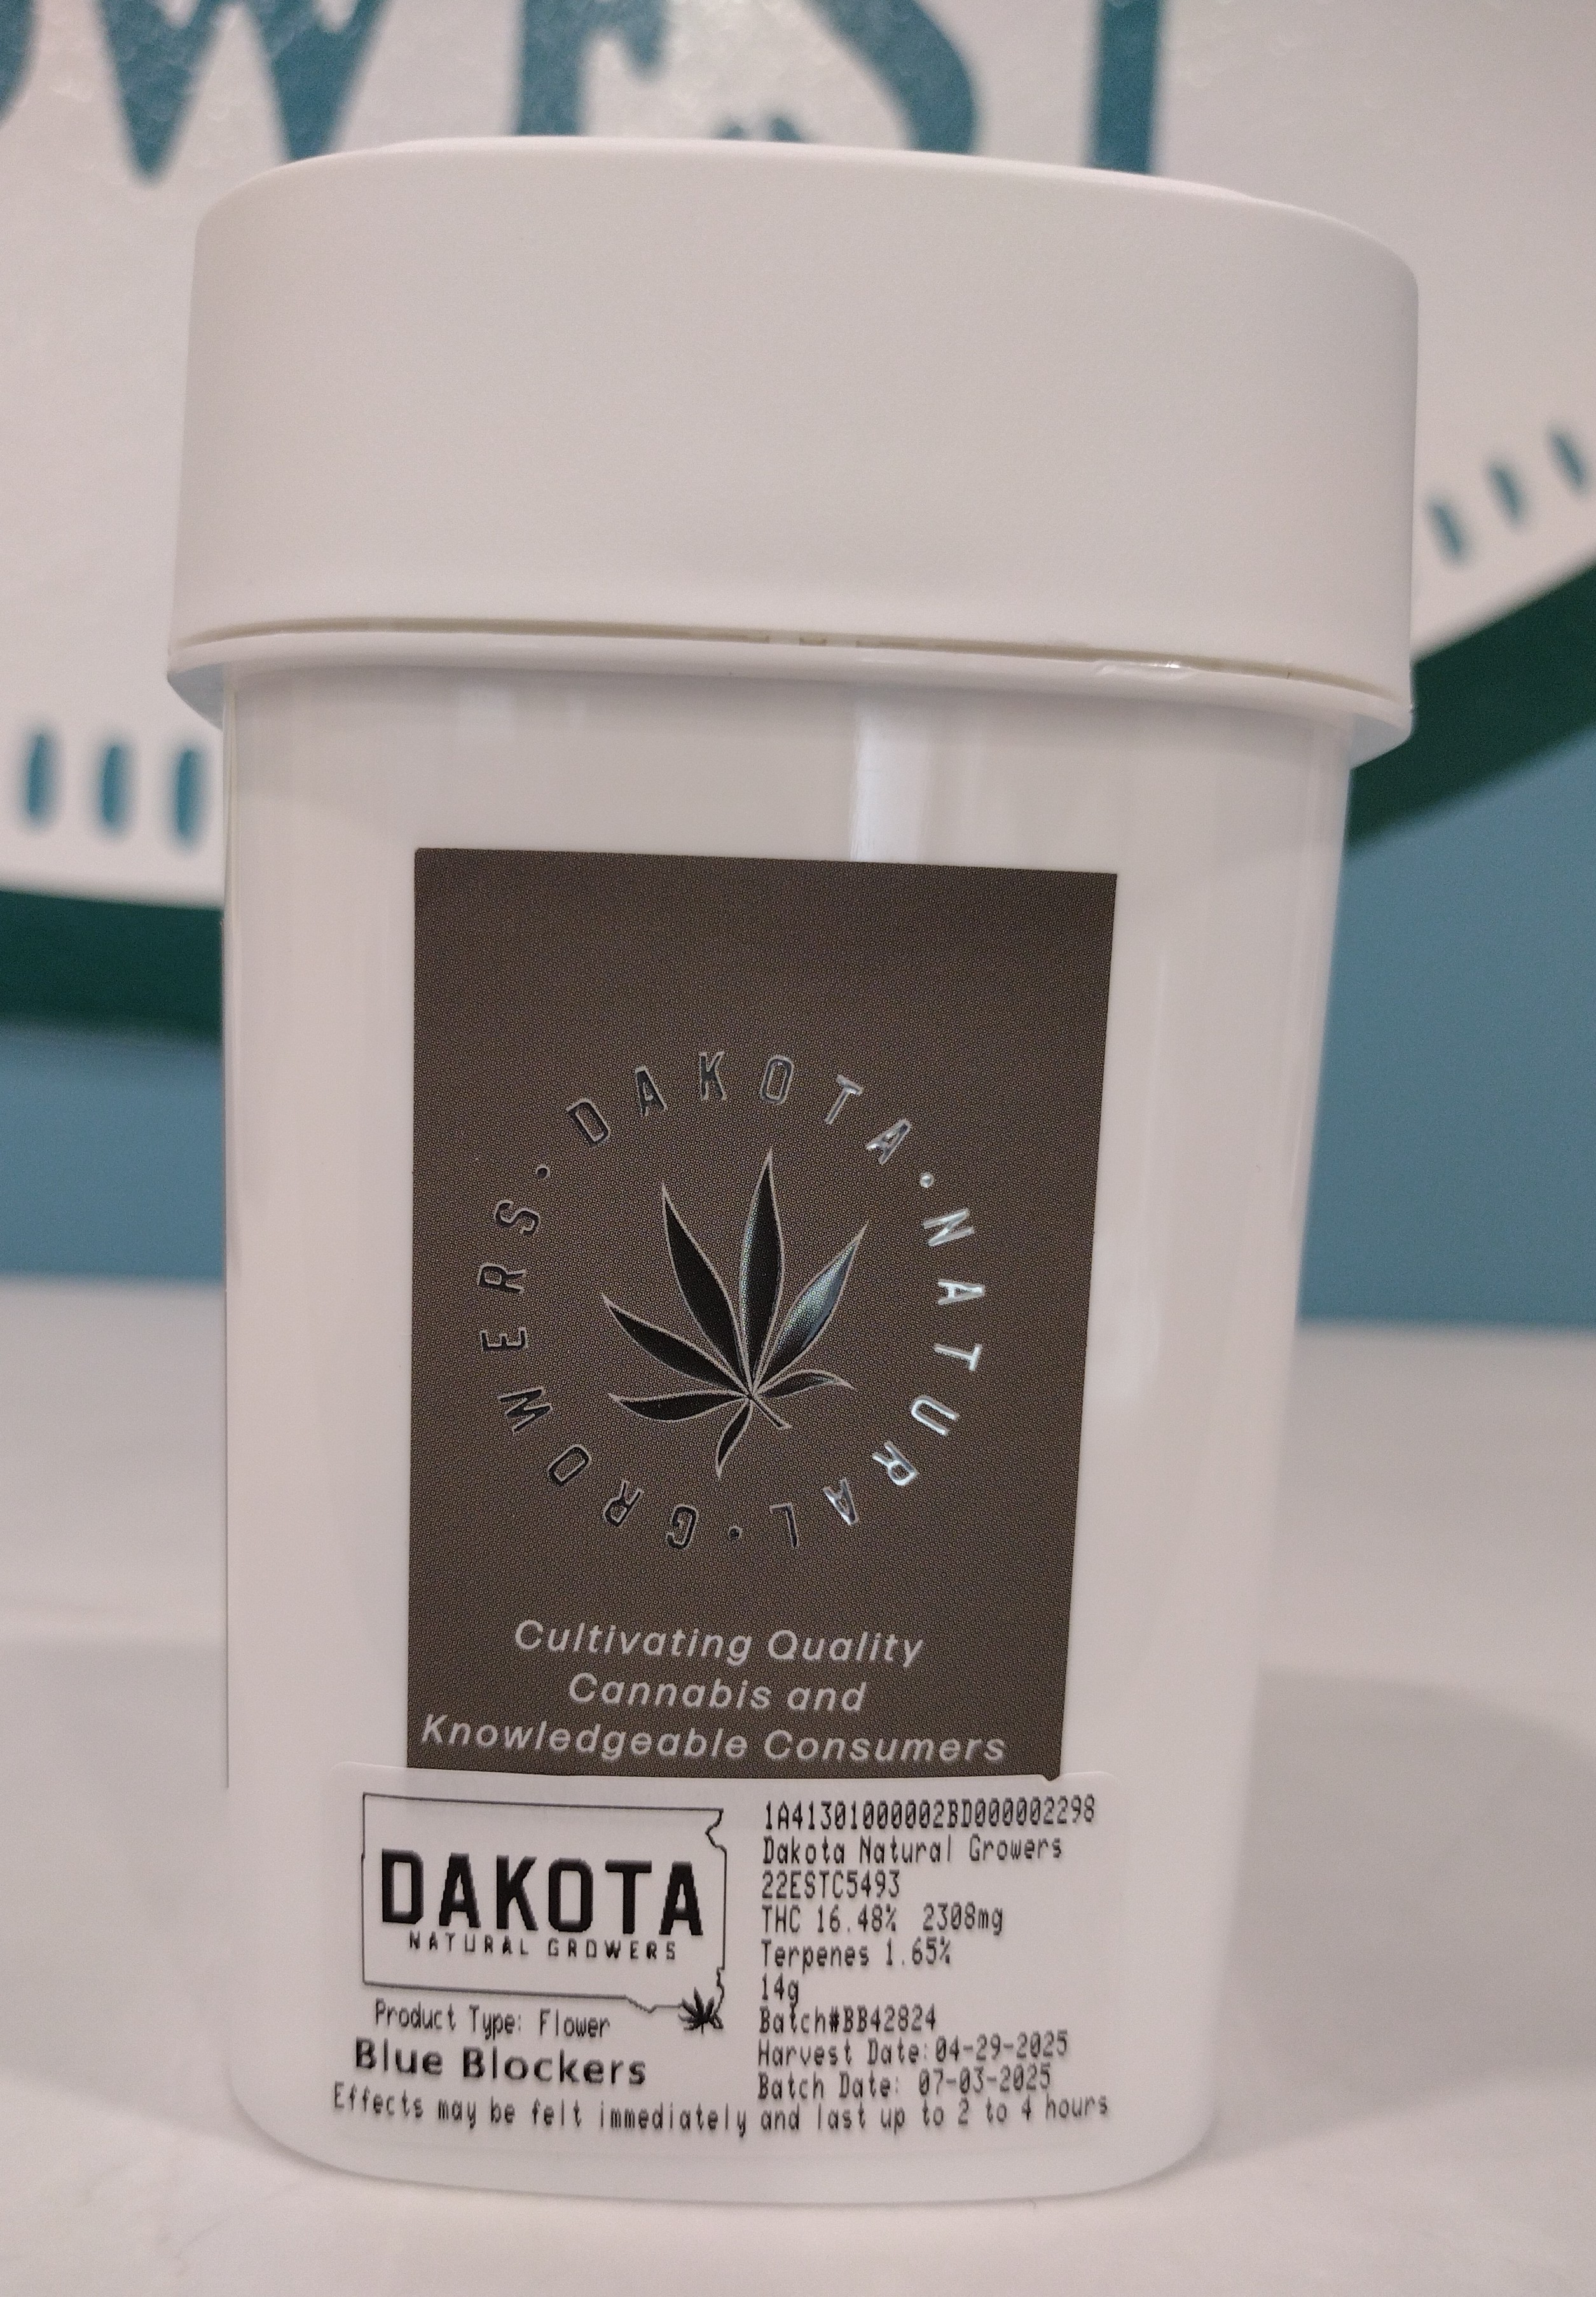 DAKOTA · NATURAL · GROWERS ·
Cultivating Quality
Cannabis and
Knowledgeable Consumers
DAKOTA
NATURAL GROWERS
Product Type: Flower
Blue Blockers
1A41301000002BD000002298
Dakota Natural Growers
22ESTC5493
THC 16.48% 2308mg
Terpenes 1.65%
14g
Batch#BB42824
Harvest Date:04-29-2025
Batch Date: 07-03-2025
Effects may be felt immediately and last up to 2 to 4 hours